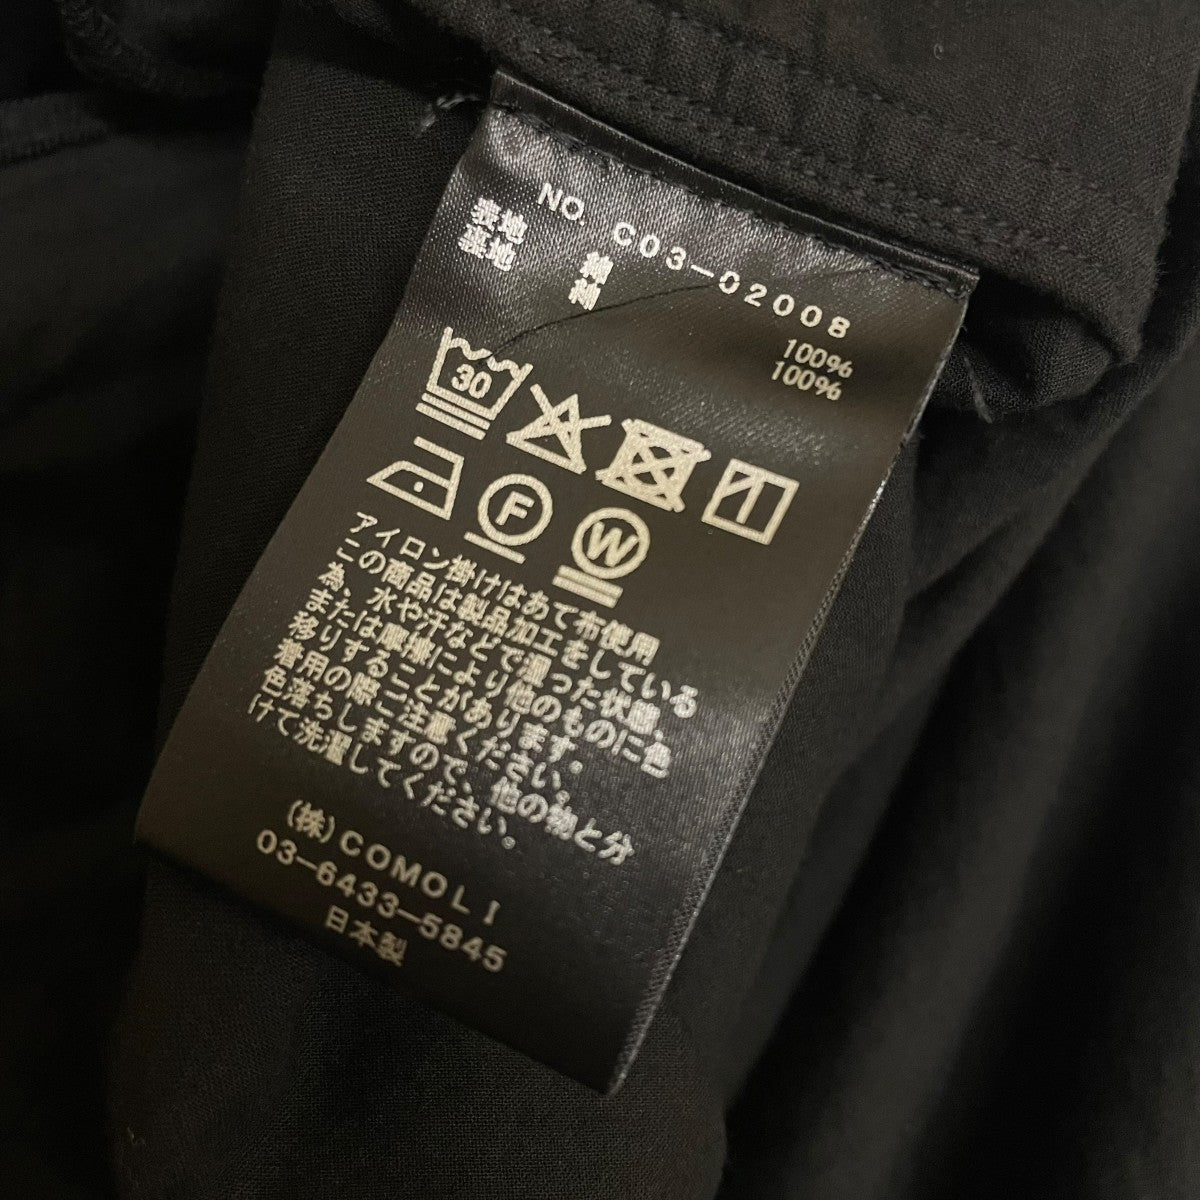 NO. C03-02008
表地 綿 100%
裏地 綿 100%
30
F
W
アイロン掛けはあて布使用
この商品は製品加工をしている
為、水や汗などで湿った状態、
または摩擦により他のものに色
移りすることがあります。
着用の際ご注意ください。
色落ちしますので、他の物と分
けて洗濯してください。
(株)COMOLI
03-6433-5845
日本製